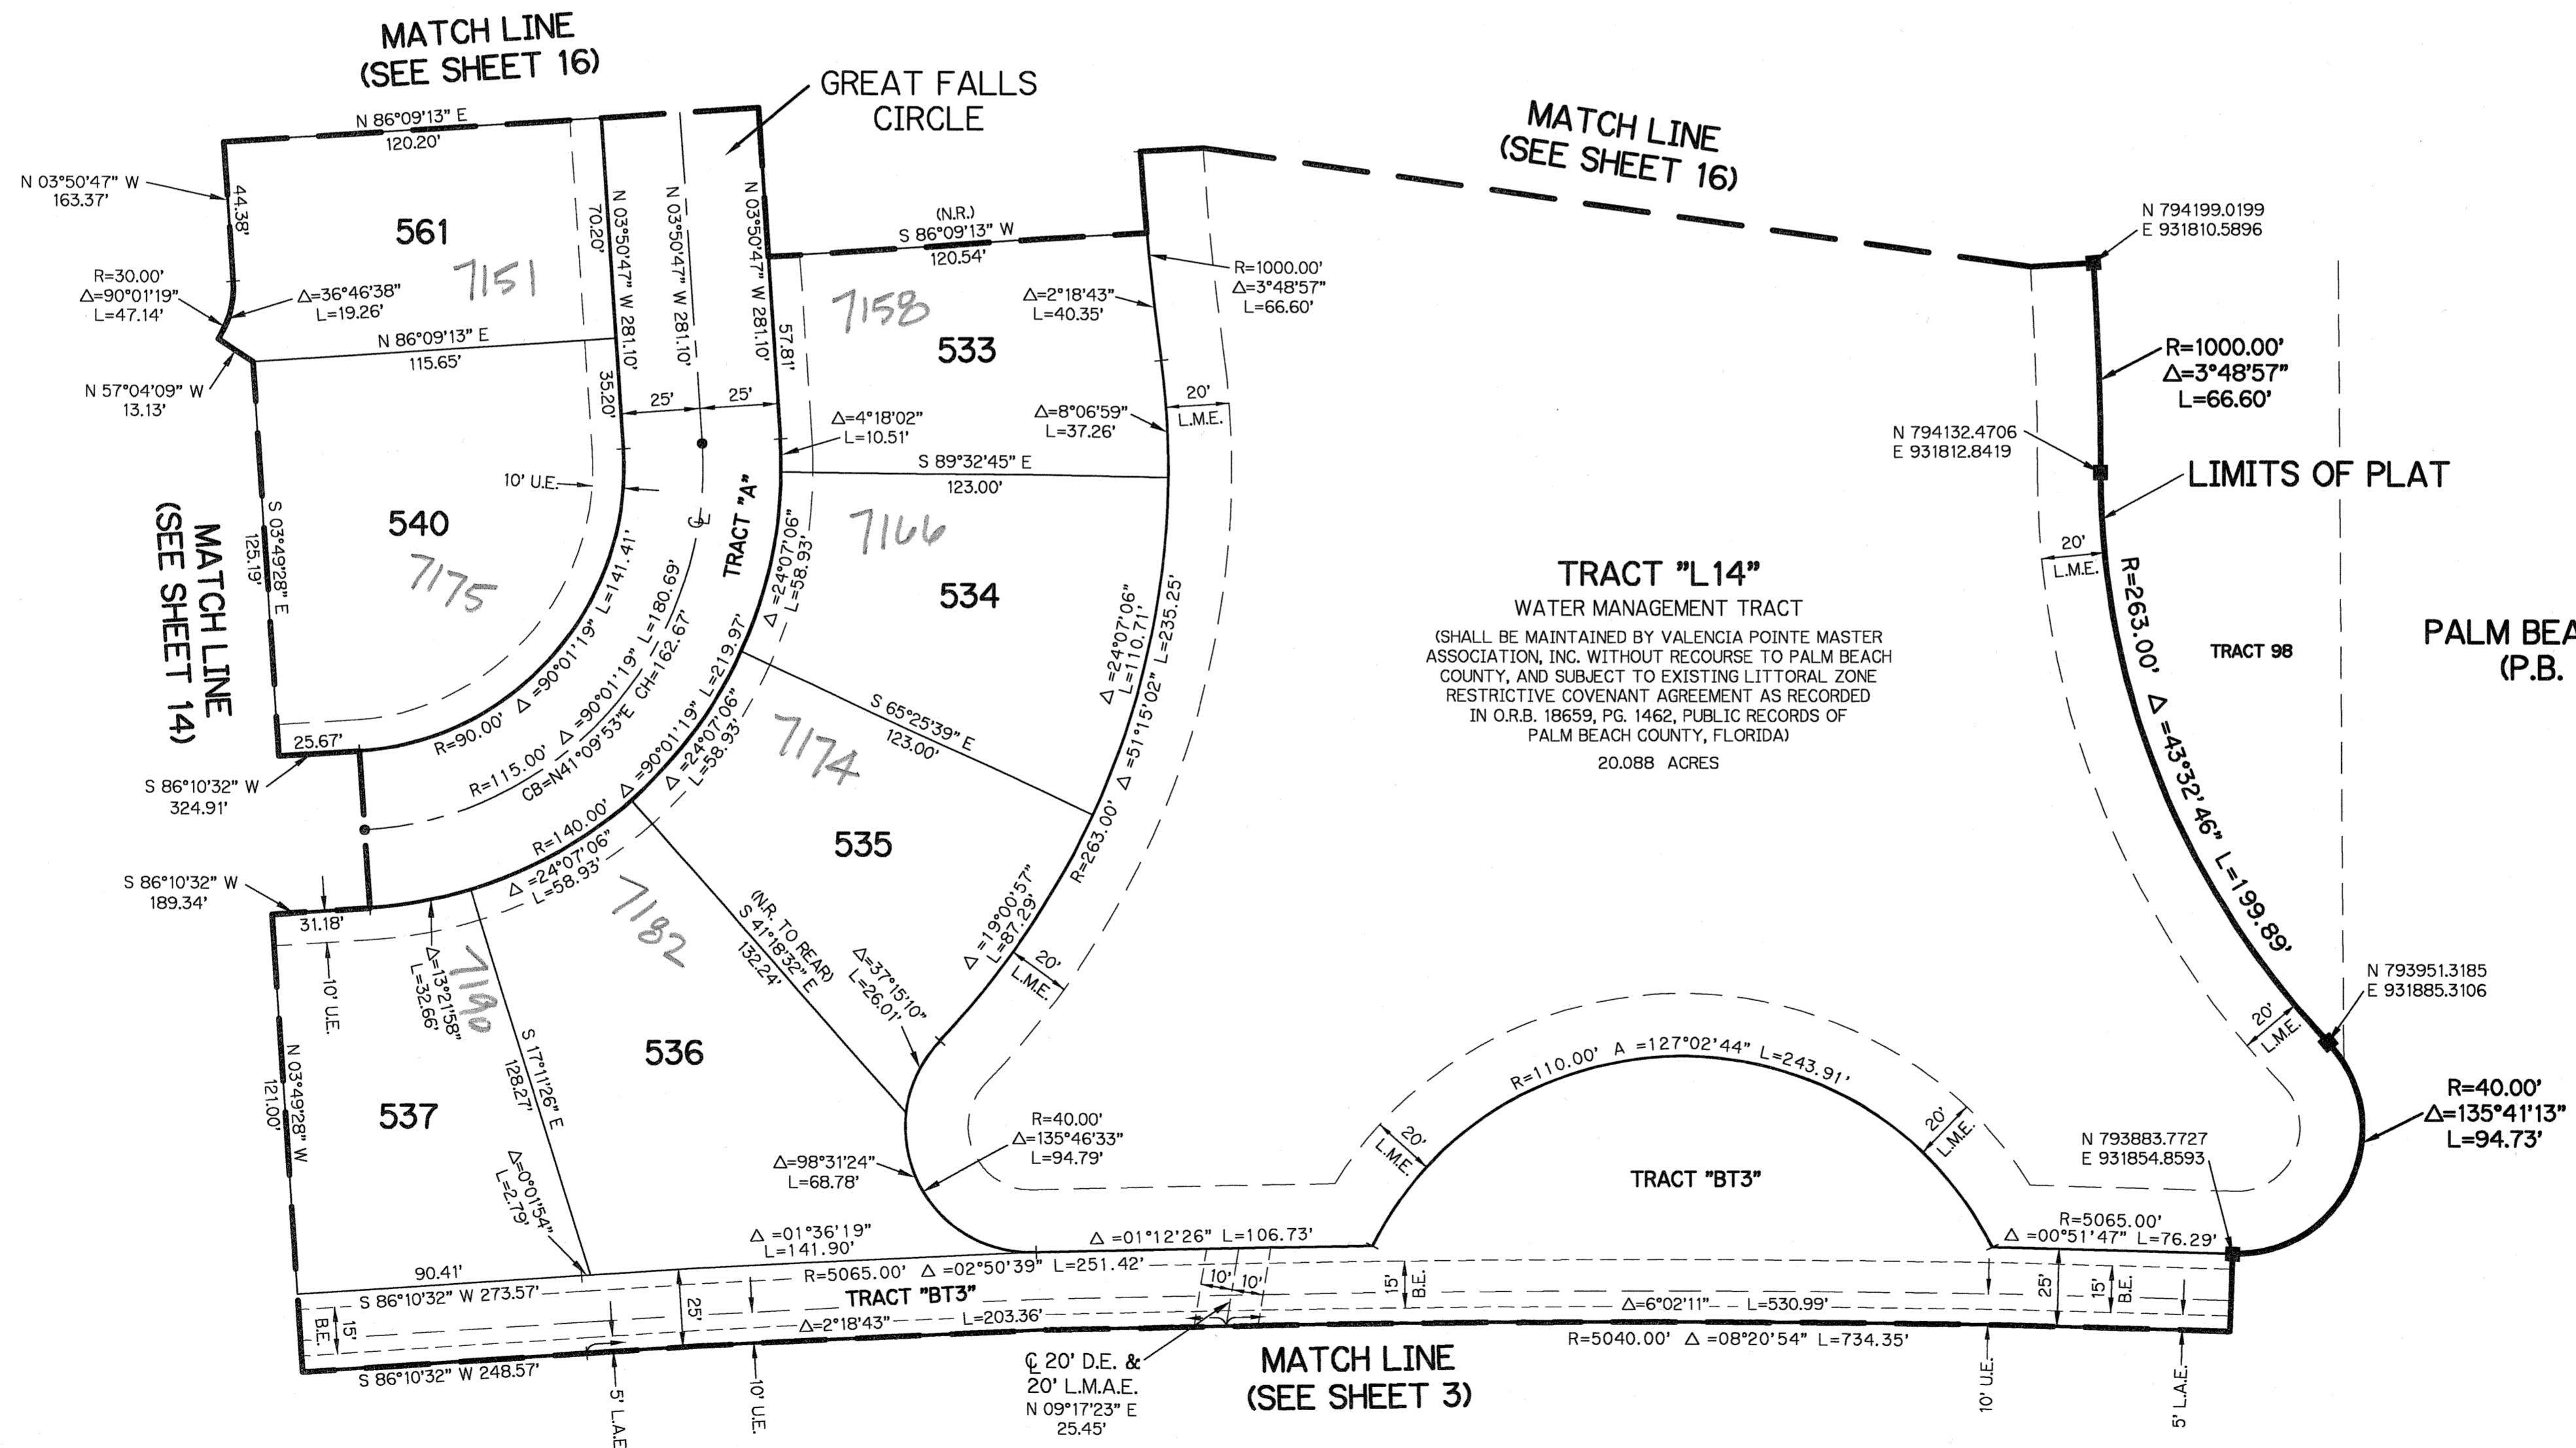 MATCH LINE
(SEE SHEET 16)
GREAT FALLS
CIRCLE
MATCH LINE
(SEE SHEET 16)
N 86°09'13" E
120.20'
N 03°50'47" W
163.37'
44.38'
561
7151
70.20'
N 03°50'47" W 281.10'
N 03°50'47" W 281.10'
N 03°50'47" W 281.10'
R=30.00'
Δ=90°01'19"
L=47.14'
Δ=36°46'38"
L=19.26'
N 86°09'13" E
115.65'
N 57°04'09" W
13.13'
35.20'
25'
25'
57.81'
(N.R.)
S 86°09'13" W
120.54'
7158
533
Δ=2°18'43"
L=40.35'
R=1000.00'
Δ=3°48'57"
L=66.60'
Δ=4°18'02"
L=10.51'
Δ=8°06'59"
L=37.26'
20'
L.M.E.
S 89°32'45" E
123.00'
N 794199.0199
E 931810.5896
R=1000.00'
Δ=3°48'57"
L=66.60'
N 794132.4706
E 931812.8419
LIMITS OF PLAT
MATCH LINE
(SEE SHEET 14)
S 03°49'28" E
125.19'
10' U.E.
540
7175
TRACT "A"
Δ =24°07'06"
L=58.93'
7166
534
Δ =24°07'06"
L=110.71'
R=263.00' Δ =51°15'02" L=235.25'
R=90.00' Δ =90°01'19" L=141.41'
R=115.00' Δ =90°01'19" L=180.69'
CB=N41°09'53"E CH=162.67'
R=140.00' Δ =90°01'19" L=219.97'
Δ =24°07'06"
L=58.93'
S 65°25'39" E
123.00'
7174
535
TRACT "L14"
WATER MANAGEMENT TRACT
(SHALL BE MAINTAINED BY VALENCIA POINTE MASTER
ASSOCIATION, INC. WITHOUT RECOURSE TO PALM BEACH
COUNTY, AND SUBJECT TO EXISTING LITTORAL ZONE
RESTRICTIVE COVENANT AGREEMENT AS RECORDED
IN O.R.B. 18659, PG. 1462, PUBLIC RECORDS OF
PALM BEACH COUNTY, FLORIDA)
20.088 ACRES
20'
L.M.E.
R=263.00' Δ =43°32'46" L=199.89'
TRACT 98
PALM BEA
(P.B.
25.67'
S 86°10'32" W
324.91'
S 86°10'32" W
189.34'
31.18'
10' U.E.
Δ=13°21'58"
L=32.66'
7190
Δ =24°07'06"
L=58.93'
7182
(N.R. TO REAR)
S 41°18'32" E
132.24'
Δ=37°15'10"
L=26.01'
Δ =19°00'57"
L=87.29'
20'
L.M.E.
N 793951.3185
E 931885.3106
20'
L.M.E.
N 03°49'28" W
121.00'
537
S 17°11'26" E
128.27'
536
Δ=0°01'54"
L=2.79'
Δ=98°31'24"
L=68.78'
R=40.00'
Δ=135°46'33"
L=94.79'
R=110.00' A =127°02'44" L=243.91'
20'
L.M.E.
20'
L.M.E.
TRACT "BT3"
N 793883.7727
E 931854.8593
R=40.00'
Δ=135°41'13"
L=94.73'
Δ =01°36'19"
L=141.90'
Δ =01°12'26" L=106.73'
R=5065.00'
Δ =00°51'47" L=76.29'
90.41'
S 86°10'32" W 273.57'
R=5065.00' Δ =02°50'39" L=251.42'
TRACT "BT3"
Δ=2°18'43" L=203.36'
15'
B.E.
25'
10'
10'
15'
B.E.
Δ=6°02'11" L=530.99'
25'
15'
B.E.
S 86°10'32" W 248.57'
R=5040.00' Δ =08°20'54" L=734.35'
5' L.A.E
10' U.E.
℄ 20' D.E. &
20' L.M.A.E.
N 09°17'23" E
25.45'
MATCH LINE
(SEE SHEET 3)
10' U.E.
5' L.A.E.